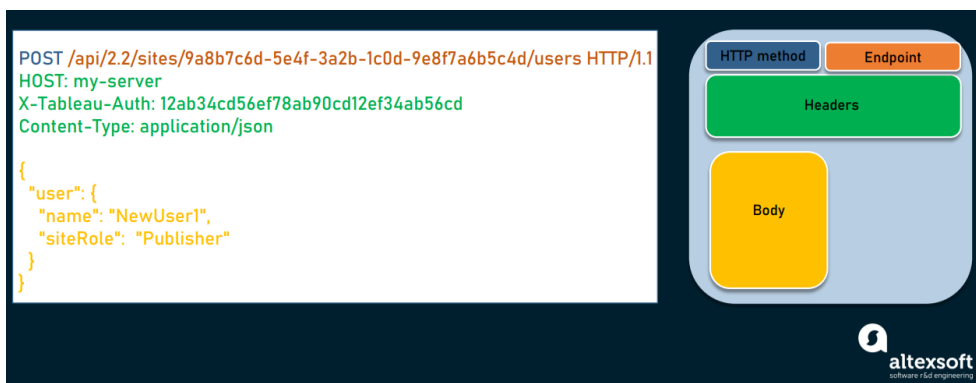 POST /api/2.2/sites/9a8b7c6d-5e4f-3a2b-1c0d-9e8f7a6b5c4d/users HTTP/1.1
HOST: my-server
X-Tableau-Auth: 12ab34cd56ef78ab90cd12ef34ab56cd
Content-Type: application/json
{
"user": {
"name": "NewUser1",
"siteRole": "Publisher"
}
}
HTTP method
Endpoint
Headers
Body
altexsoft
software r&d engineering